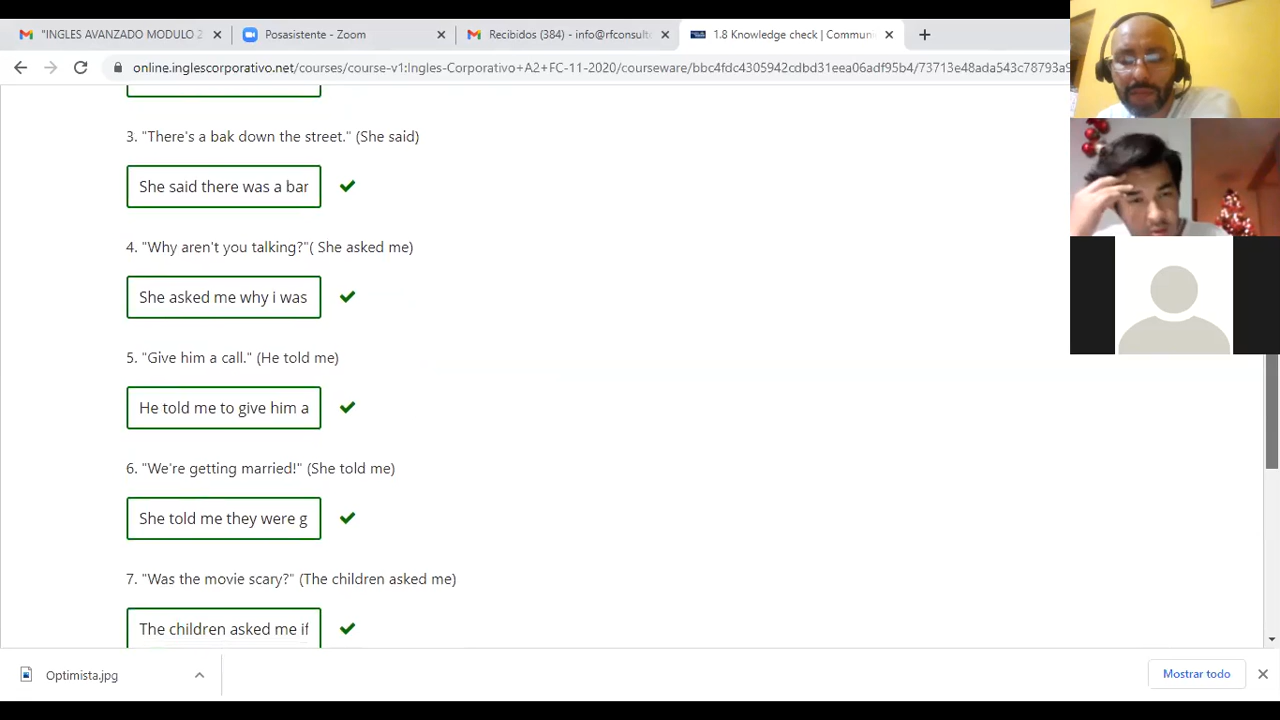 "INGLES AVANZADO MODULO 2
Posasistente - Zoom
Recibidos (384) - info@rfconsult
1.8 Knowledge check | Commun
online.inglescorporativo.net/courses/course-v1:Ingles-Corporativo+A2+FC-11-2020/courseware/bbc4fdc4305942cdbd31eea06adf95b4/73713e48ada543c78793a9
3. "There's a bak down the street." (She said)
She said there was a bar
4. "Why aren't you talking?"( She asked me)
She asked me why i was
5. "Give him a call." (He told me)
He told me to give him a
6. "We're getting married!" (She told me)
She told me they were g
7. "Was the movie scary?" (The children asked me)
The children asked me if
Optimista.jpg
Mostrar todo